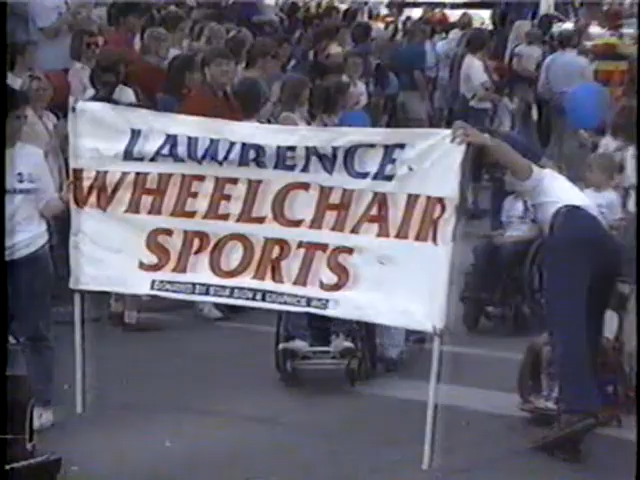 LAWRENCE
WHEELCHAIR
SPORTS
DONATED BY STAR SIGN & GRAPHICS, INC.